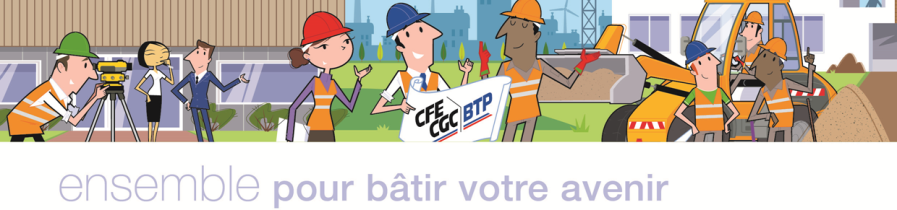 CFE
CGC BTP
ensemble pour bâtir votre avenir